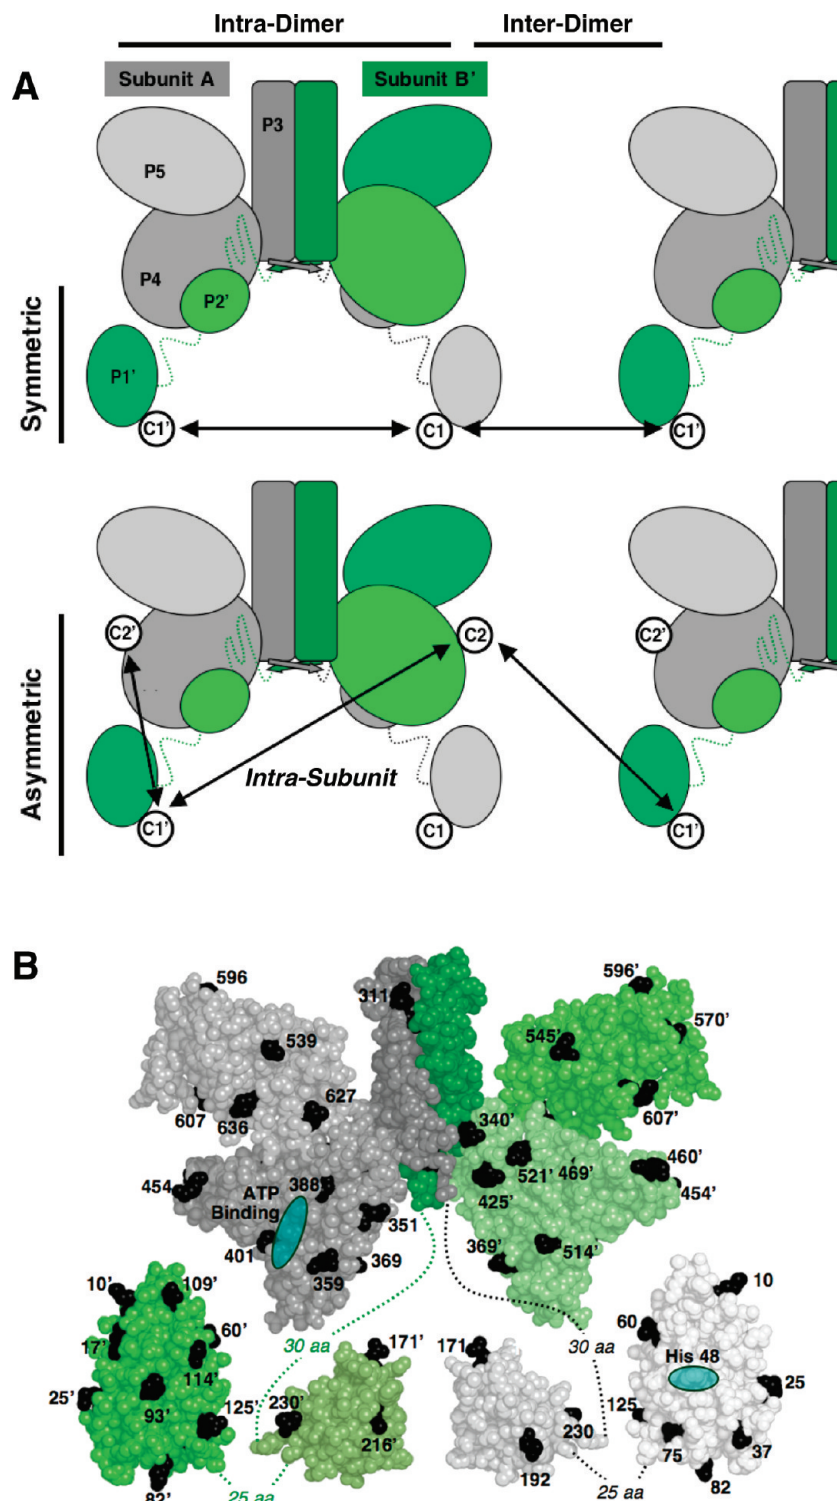 Intra-Dimer Inter-Dimer
A
Subunit A Subunit B'
P3
P5
P4
P2'
P1'
Symmetric
C1' C1 C1'
C2' C2 C2'
Intra-Subunit
Asymmetric
C1' C1 C1'
B
596 311 596'
570'
539 545'
627
607 636 340' 607'
454 388 521' 469' 460'
ATP
Binding 425' 454'
351
401 369' 514'
359 369
10' 109' 10
60' 60
17' 30 aa 171' 171 30 aa His 48
114'
25' 25
93' 125' 230' 230 125
216' 75 37
192
82' 25 aa 25 aa 82